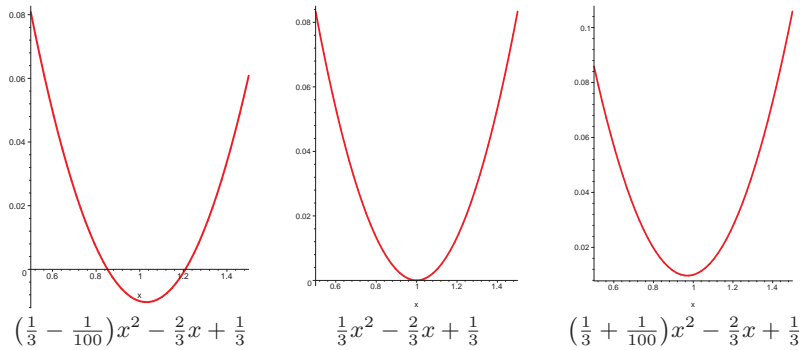 0.08
0.06
0.04
0.02
0
0.6 0.8 1 1.2 1.4
x
(1/3 − 1/100)x² − 2/3x + 1/3
0.08
0.06
0.04
0.02
0
0.6 0.8 1 1.2 1.4
x
1/3x² − 2/3x + 1/3
0.1
0.08
0.06
0.04
0.02
0.6 0.8 1 1.2 1.4
x
(1/3 + 1/100)x² − 2/3x + 1/3